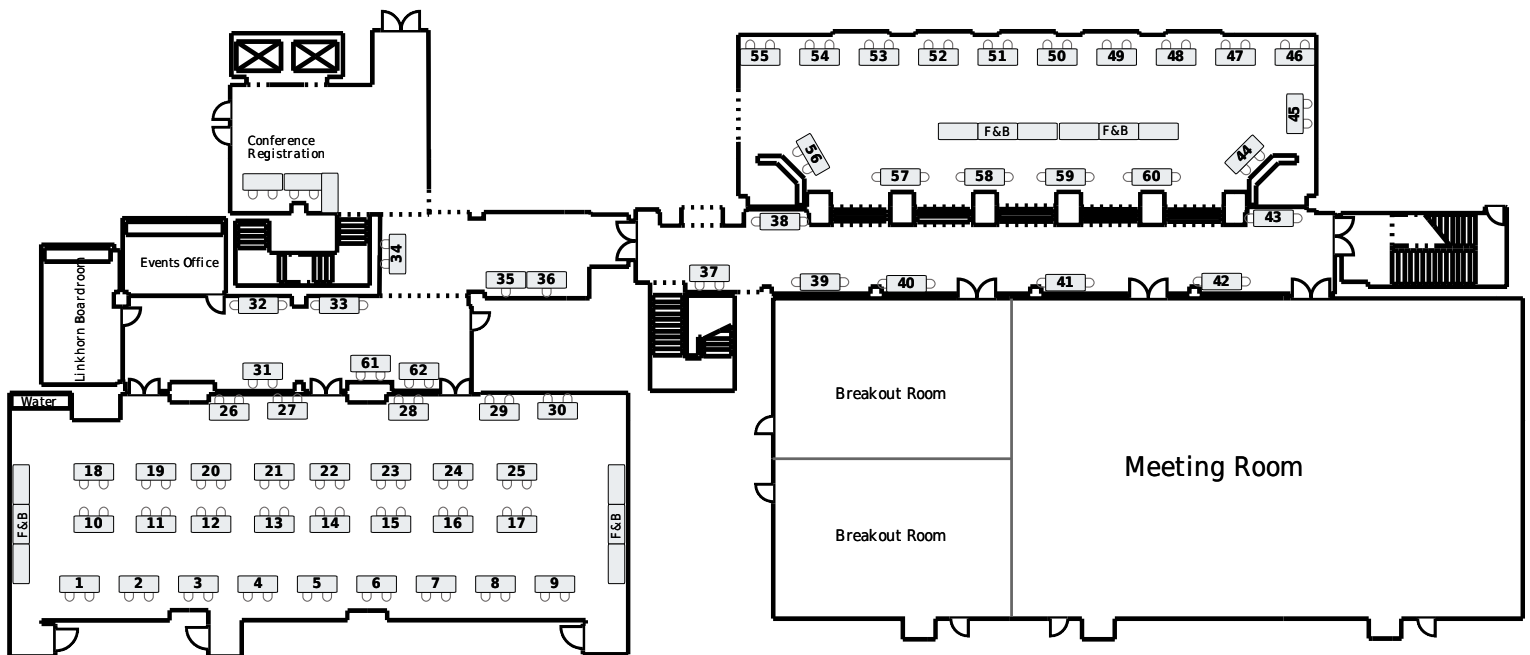 55 54 53 52 51 50 49 48 47 46
45
F&B F&B
Conference
Registration
56 44
57 58 59 60
38 43
34
Events Office
Linkhorn Boardroom
35 36 37 39 40 41 42
32 33
31 61 62
Water
26 27 28 29 30
Breakout Room
Meeting Room
18 19 20 21 22 23 24 25
F&B F&B
10 11 12 13 14 15 16 17
Breakout Room
1 2 3 4 5 6 7 8 9